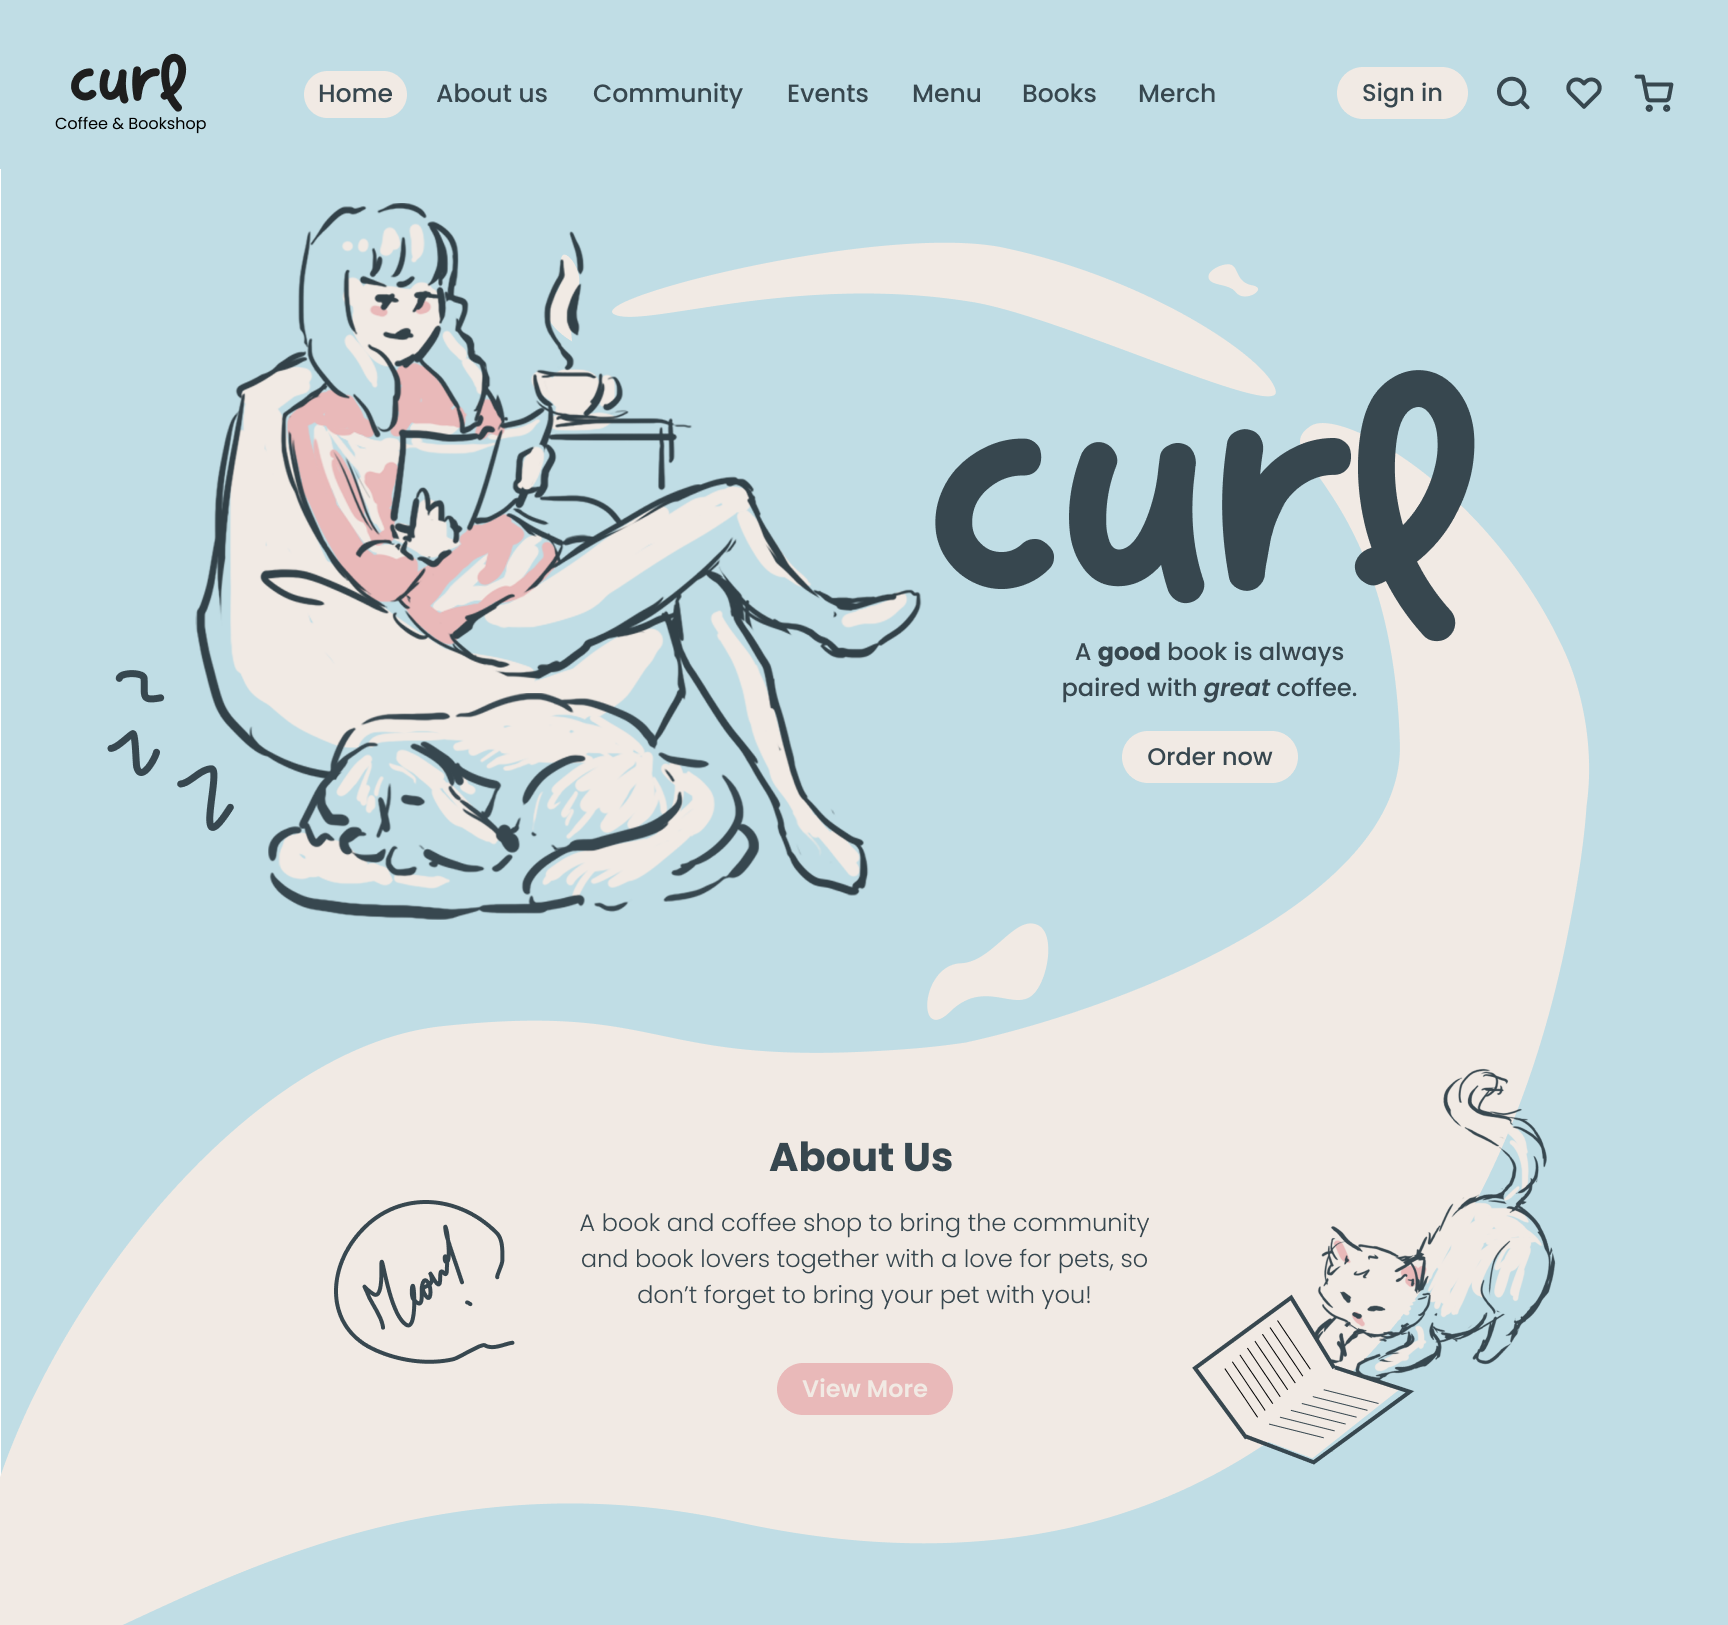 curl
Coffee & Bookshop
Home About us Community Events Menu Books Merch
Sign in
curl
A good book is always
paired with great coffee.
Order now
z
z
z
About Us
A book and coffee shop to bring the community
and book lovers together with a love for pets, so
don’t forget to bring your pet with you!
Meow!
View More